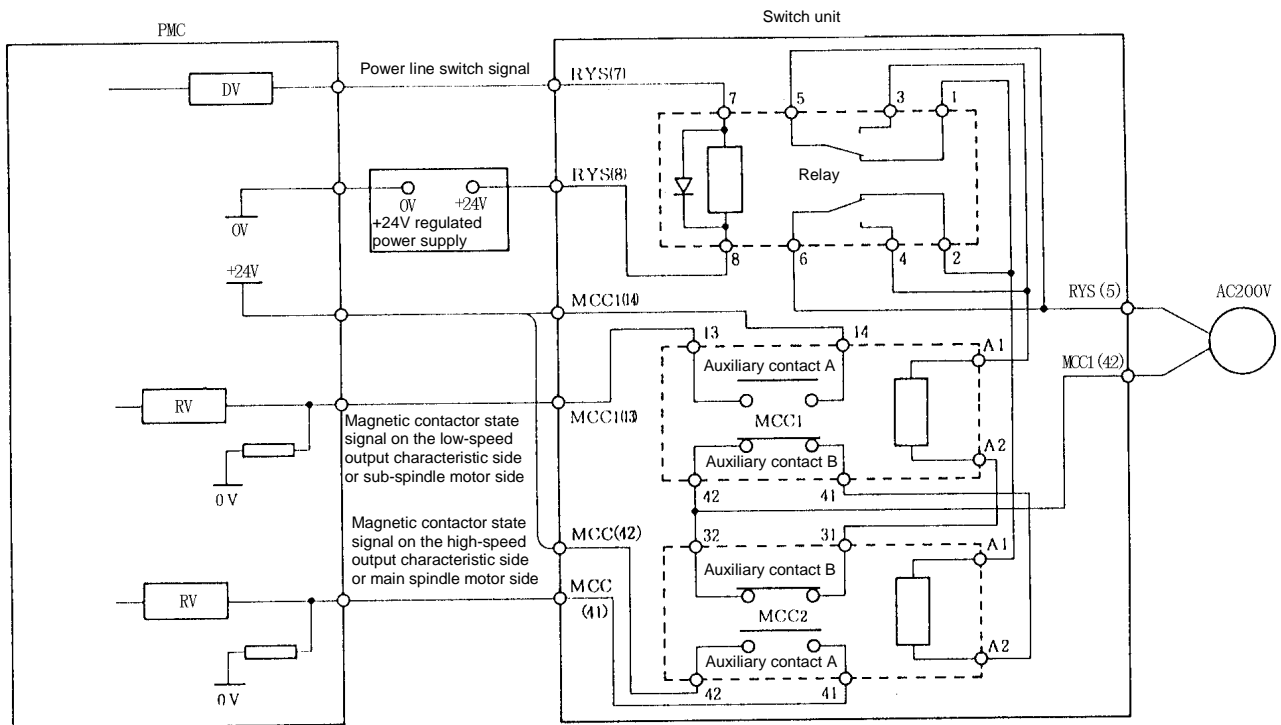 Switch unit
PMC
DV
Power line switch signal
RYS(7)
7
5
3
1
Relay
0V
+24V
+24V regulated
power supply
RYS(8)
8
6
4
2
0V
+24V
MCC1(14)
13
14
A1
RYS(5)
AC200V
MCC1(42)
Auxiliary contact A
MCC1
Auxiliary contact B
A2
42
41
RV
0V
MCC1(13)
Magnetic contactor state
signal on the low-speed
output characteristic side
or sub-spindle motor side
Magnetic contactor state
signal on the high-speed
output characteristic side
or main spindle motor side
MCC(42)
MCC
(41)
32
31
A1
Auxiliary contact B
MCC2
Auxiliary contact A
A2
42
41
RV
0V